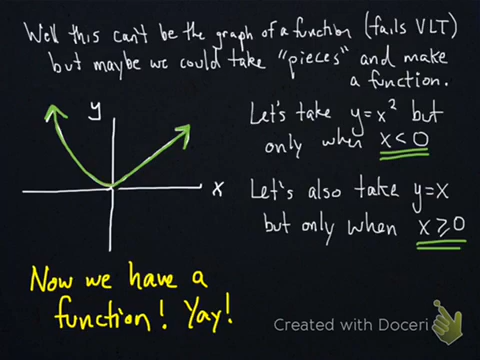 Well this can't be the graph of a function (fails VLT)
but maybe we could take "pieces" and make
a function.
y
x
Let's take y=x² but
only when x<0
Let's also take y=x
but only when x≥0
Now we have a
function! Yay!
Created with Doceri